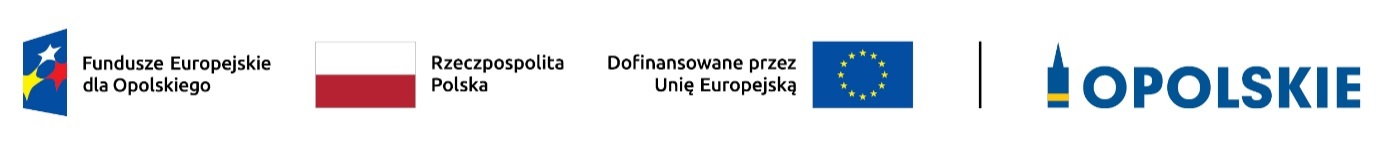 Fundusze Europejskie
dla Opolskiego
Rzeczpospolita
Polska
Dofinansowane przez
Unię Europejską
OPOLSKIE